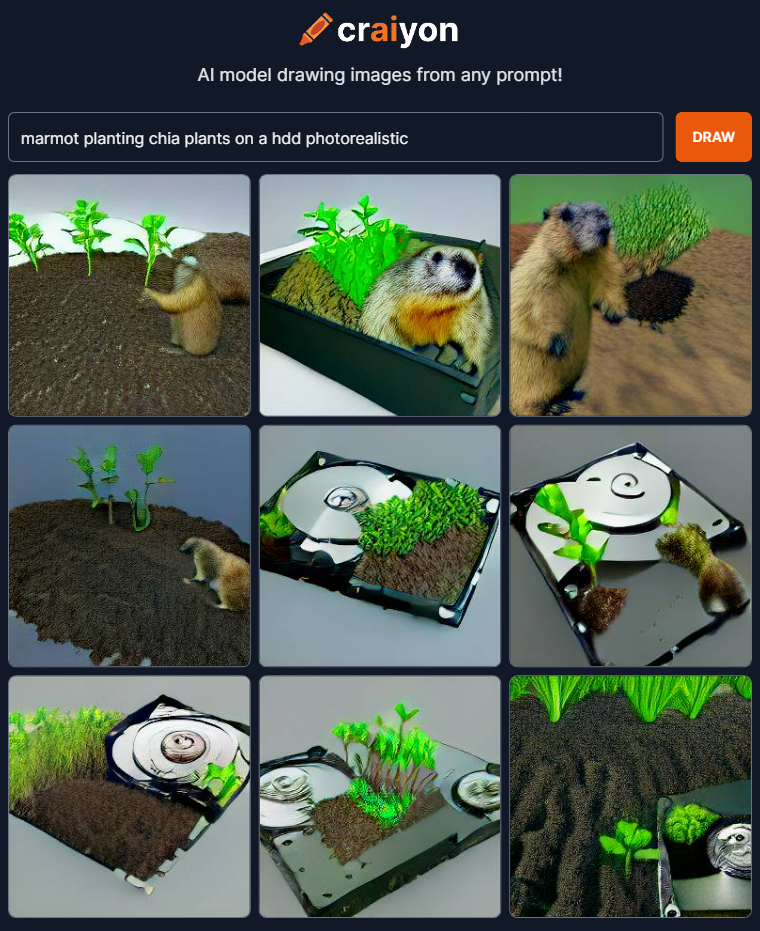 craiyon
AI model drawing images from any prompt!
marmot planting chia plants on a hdd photorealistic
DRAW